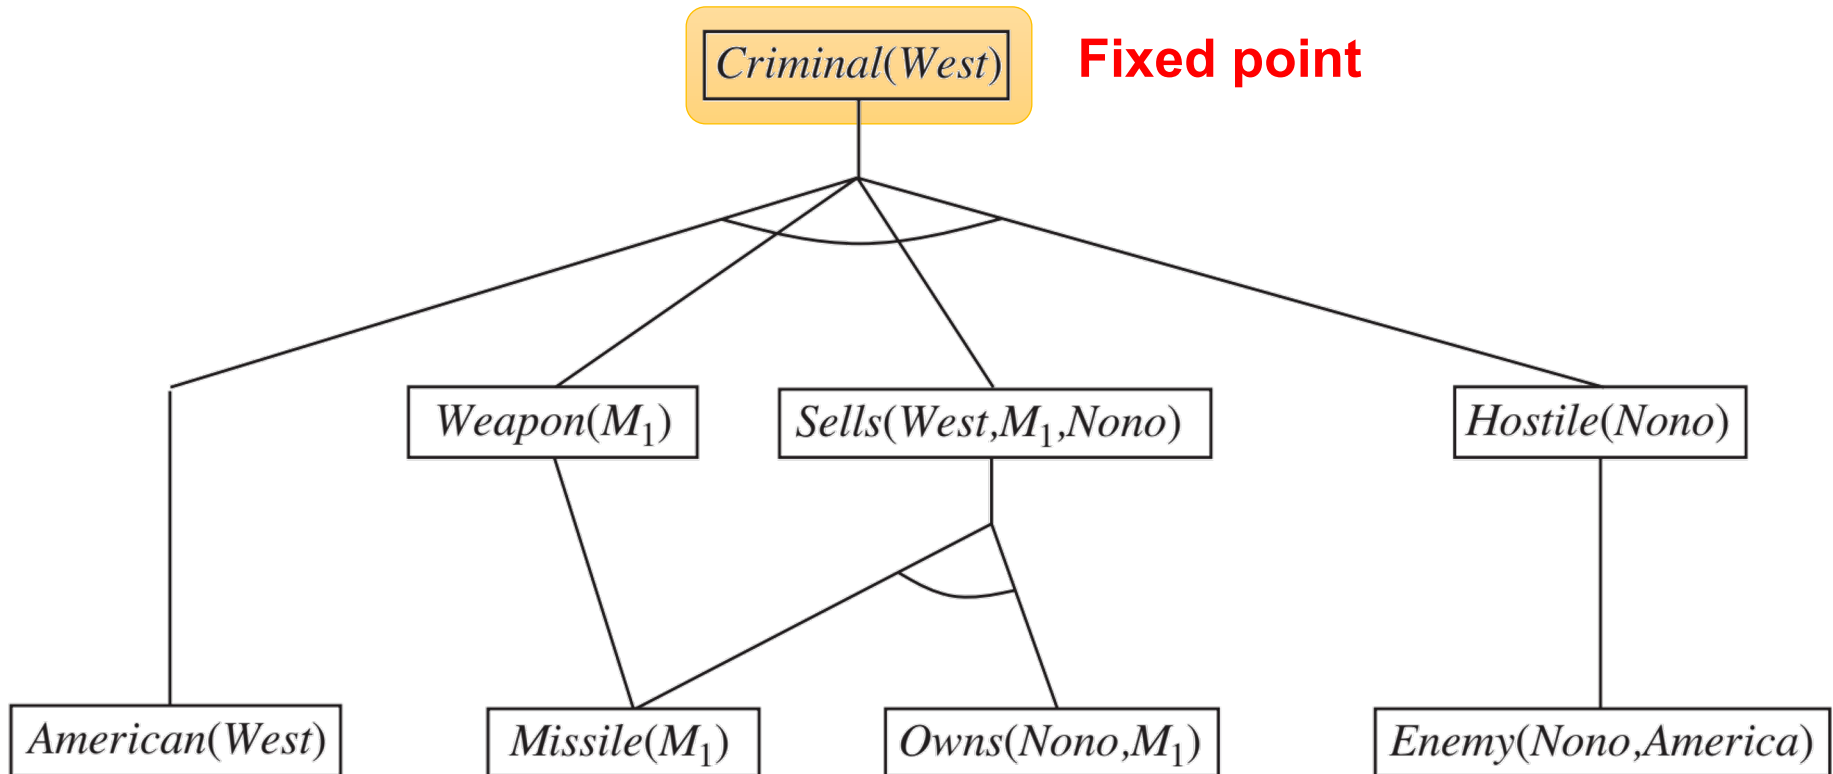 Criminal(West)
Fixed point
Weapon(M₁)
Sells(West,M₁,Nono)
Hostile(Nono)
American(West)
Missile(M₁)
Owns(Nono,M₁)
Enemy(Nono,America)